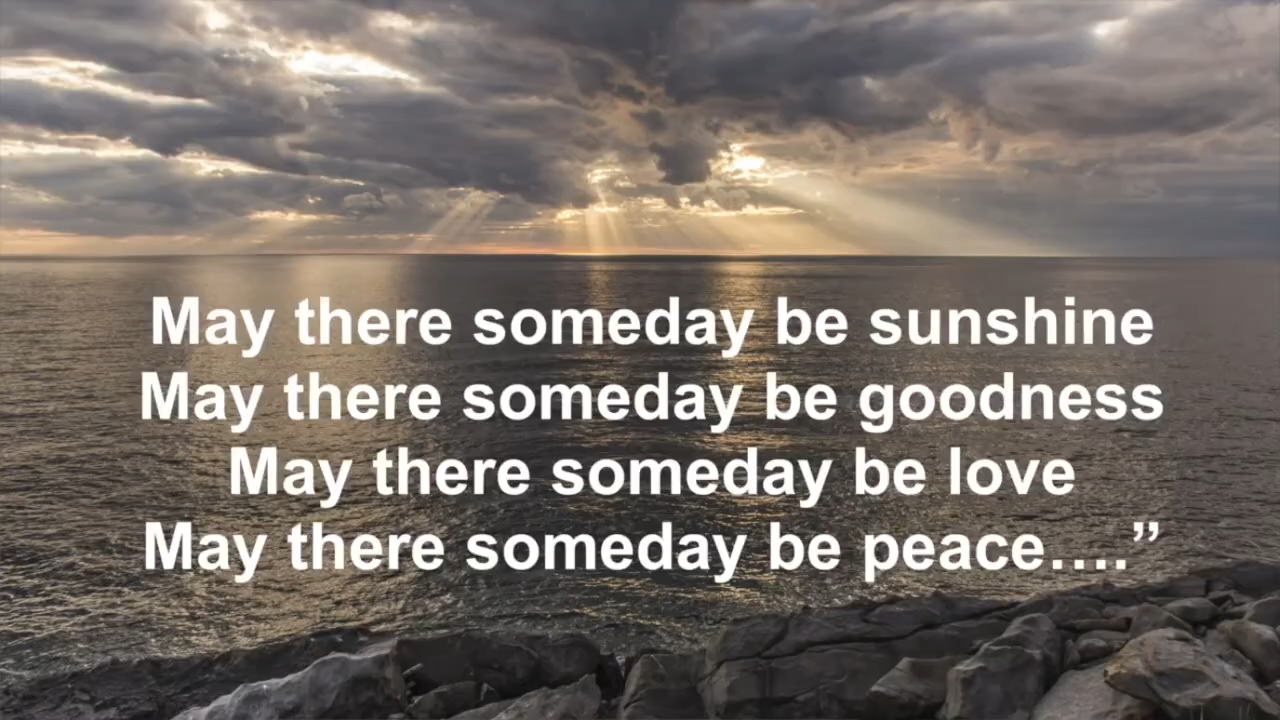 May there someday be sunshine
May there someday be goodness
May there someday be love
May there someday be peace….”